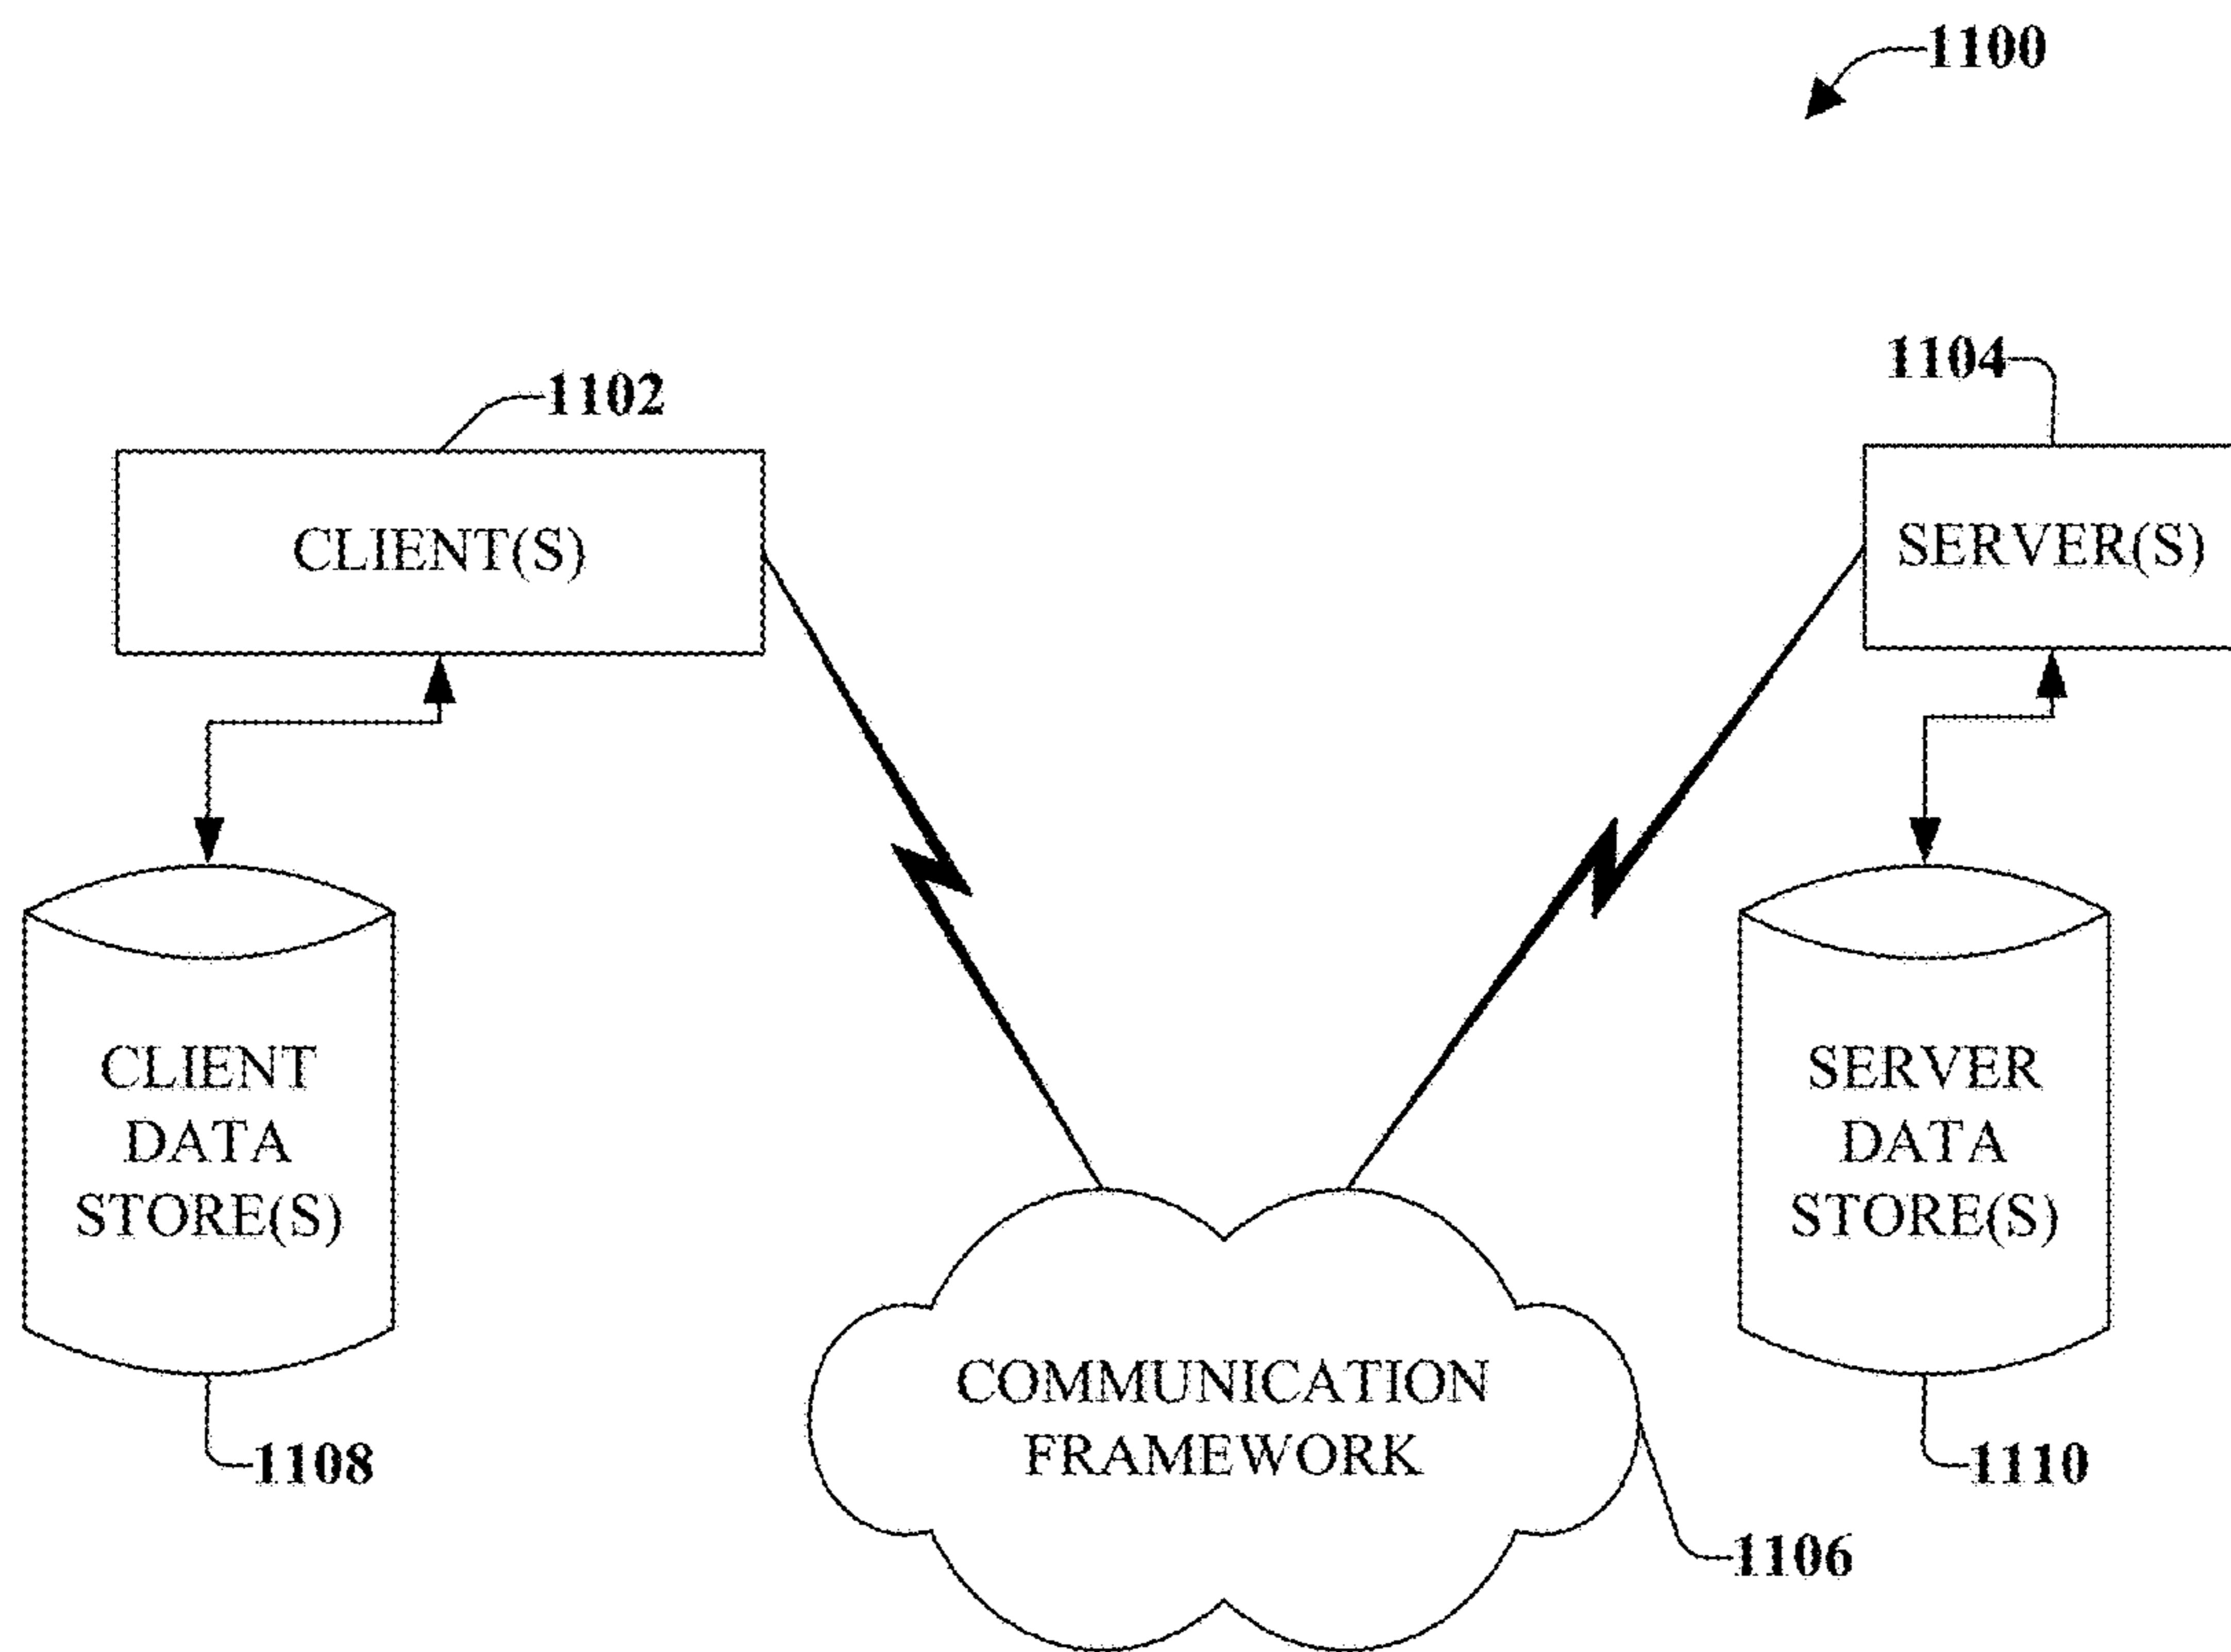 1100
1104
1102
CLIENT(S)
SERVER(S)
CLIENT
DATA
STORE(S)
SERVER
DATA
STORE(S)
COMMUNICATION
FRAMEWORK
1108
1110
1106